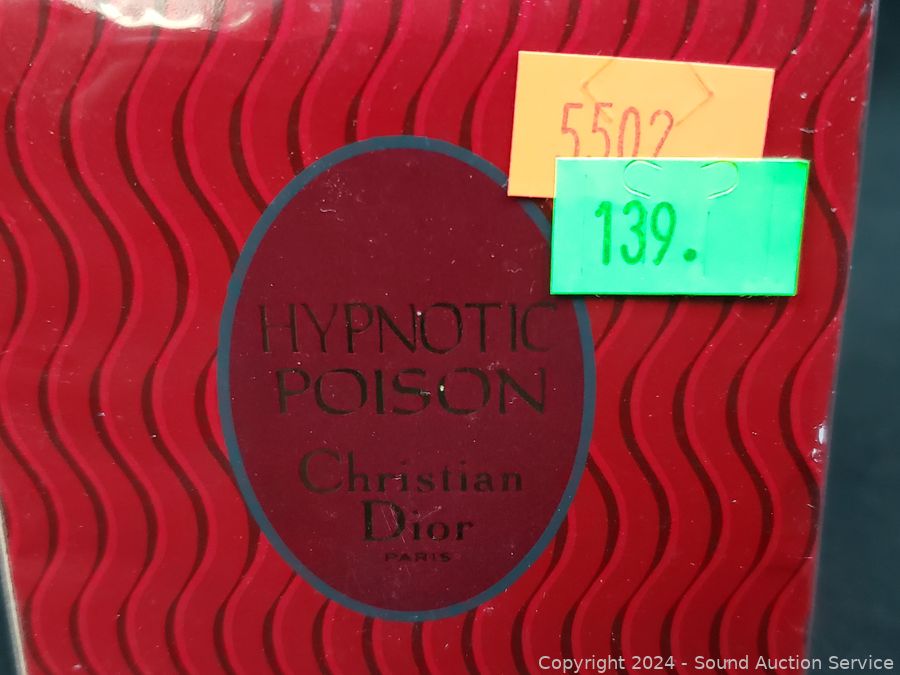 5502
139.
HYPNOTIC
POISON
Christian
Dior
PARIS
Copyright 2024 - Sound Auction Service